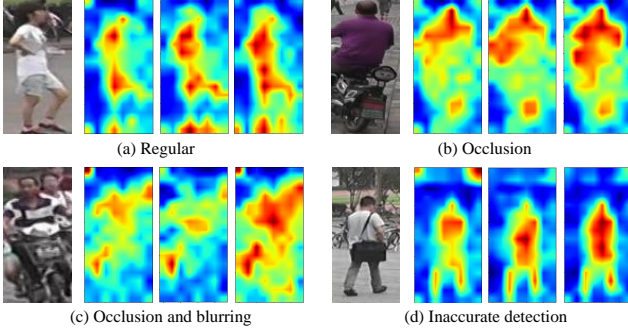 (a) Regular
(b) Occlusion
(c) Occlusion and blurring
(d) Inaccurate detection